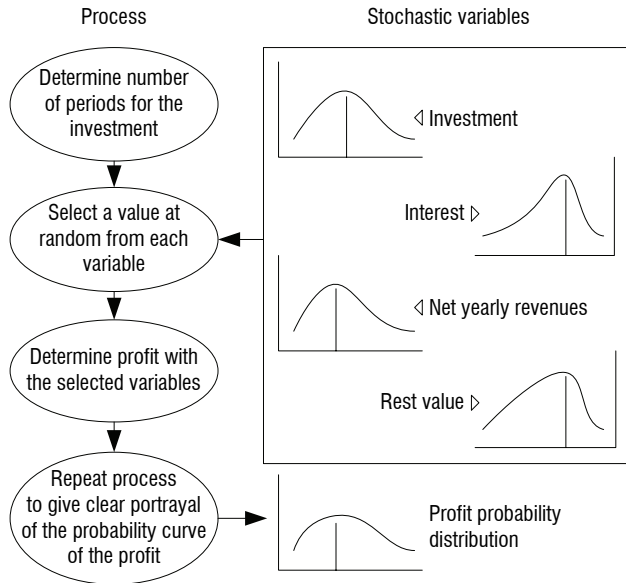 Process
Stochastic variables
Determine number
of periods for the
investment
Select a value at
random from each
variable
Determine profit with
the selected variables
Repeat process
to give clear portrayal
of the probability curve
of the profit
Investment
Interest
Net yearly revenues
Rest value
Profit probability
distribution